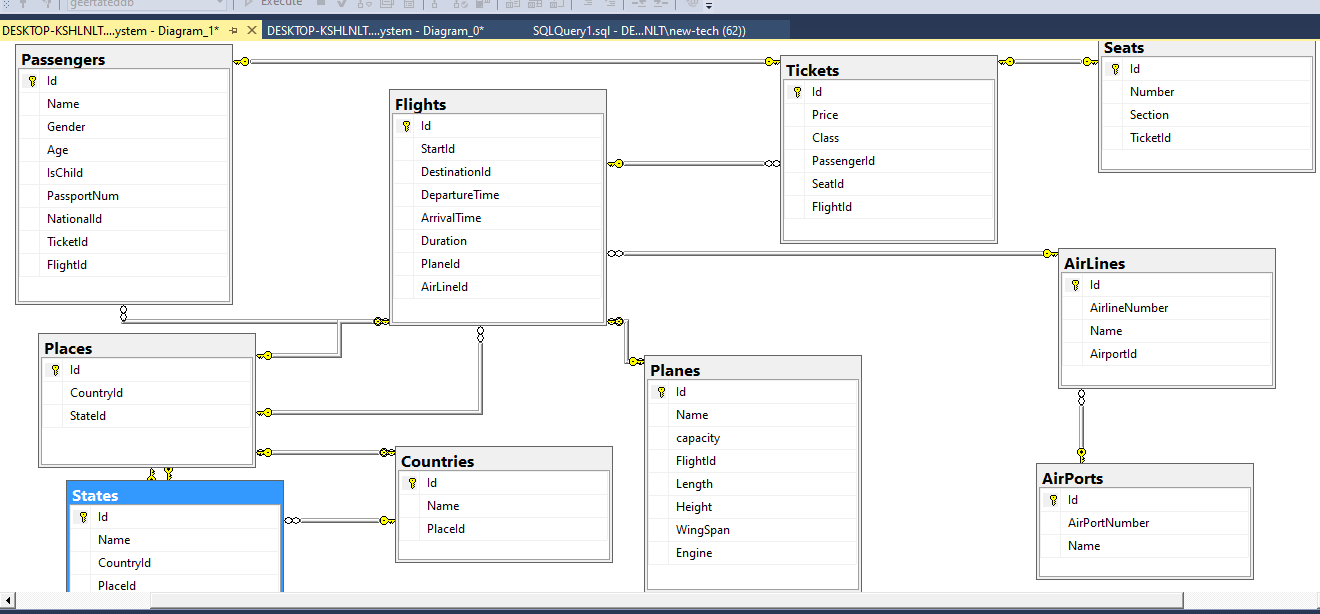 geertateddb
Execute
DESKTOP-KSHLNLT....ystem - Diagram_1*
DESKTOP-KSHLNLT....ystem - Diagram_0*
SQLQuery1.sql - DE...NLT\new-tech (62))
Passengers
Id
Name
Gender
Age
IsChild
PassportNum
NationalId
TicketId
FlightId
Flights
Id
StartId
DestinationId
DepartureTime
ArrivalTime
Duration
PlaneId
AirLineId
Tickets
Id
Price
Class
PassengerId
SeatId
FlightId
Seats
Id
Number
Section
TicketId
AirLines
Id
AirlineNumber
Name
AirportId
Places
Id
CountryId
StateId
Planes
Id
Name
capacity
FlightId
Length
Height
WingSpan
Engine
Countries
Id
Name
PlaceId
AirPorts
Id
AirPortNumber
Name
States
Id
Name
CountryId
PlaceId